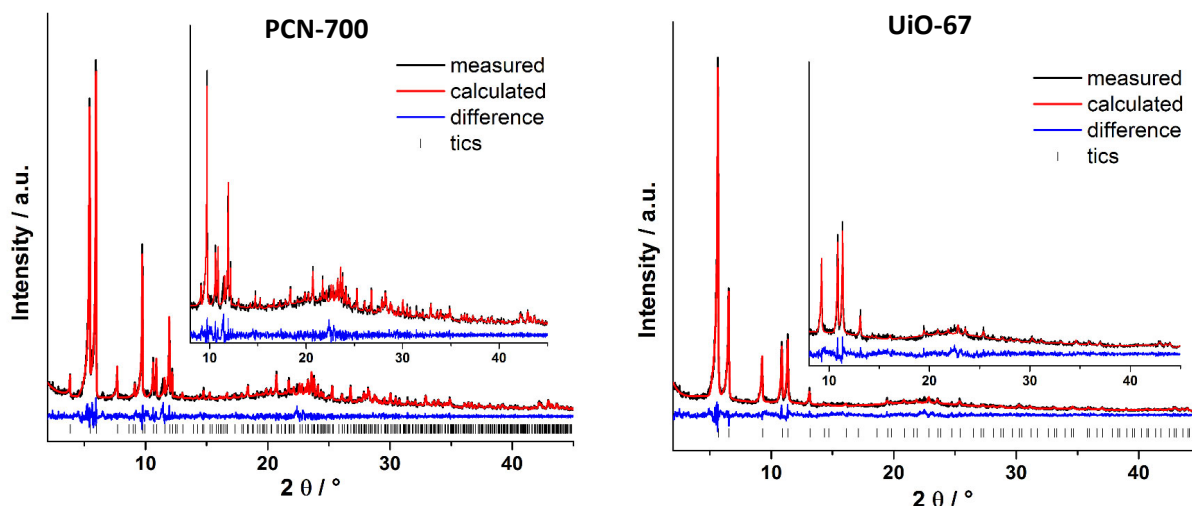 PCN-700
measured
calculated
difference
tics
Intensity / a.u.
10 20 30 40
10 20 30 40
2 θ / °
UiO-67
measured
calculated
difference
tics
Intensity / a.u.
10 20 30 40
10 20 30 40
2 θ / °